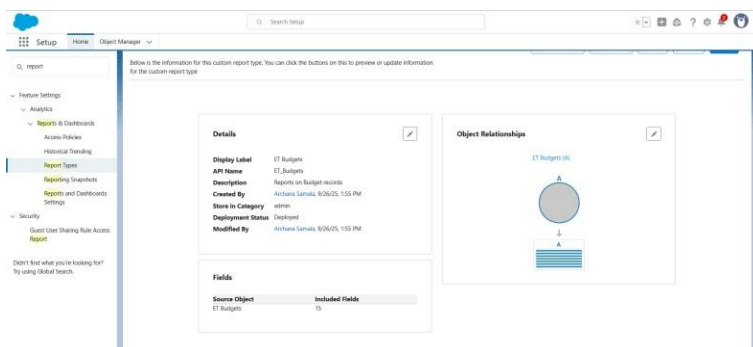 Search Setup
Setup
Home
Object Manager
report
Below is the information for this custom report type. You can click the buttons on this to preview or update information
for the custom report type
Feature Settings
Analytics
Reports & Dashboards
Access Policies
Historical Trending
Report Types
Reporting Snapshots
Reports and Dashboards
Settings
Security
Guest User Sharing Rule Access
Report
Didn't find what you're looking for?
Try using Global Search.
Details
Display Label ET Budgets
API Name ET_Budgets
Description Reports on Budget records
Created By Archana Samala, 9/26/25, 1:55 PM
Store in Category admin
Deployment Status Deployed
Modified By Archana Samala, 9/26/25, 1:55 PM
Fields
Source Object Included Fields
ET Budgets 15
Object Relationships
ET Budgets (A)
A
A